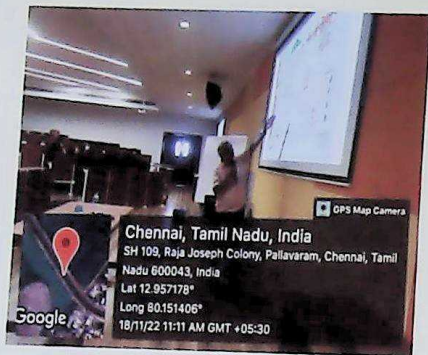 GPS Map Camera
Chennai, Tamil Nadu, India
SH 109, Raja Joseph Colony, Pallavaram, Chennai, Tamil
Nadu 600043, India
Lat 12.957178°
Long 80.151406°
18/11/22 11:11 AM GMT +05:30
Google